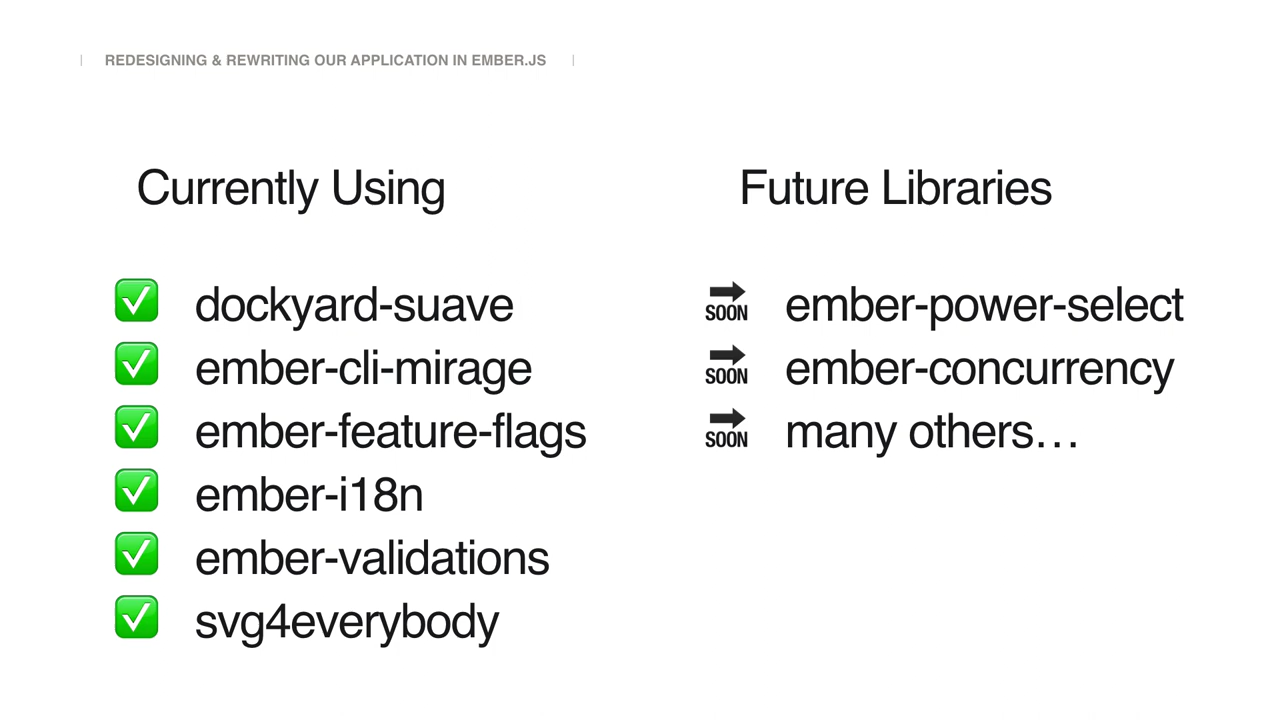 REDESIGNING & REWRITING OUR APPLICATION IN EMBER.JS
Currently Using
dockyard-suave
ember-cli-mirage
ember-feature-flags
ember-i18n
ember-validations
svg4everybody
Future Libraries
SOON ember-power-select
SOON ember-concurrency
SOON many others…